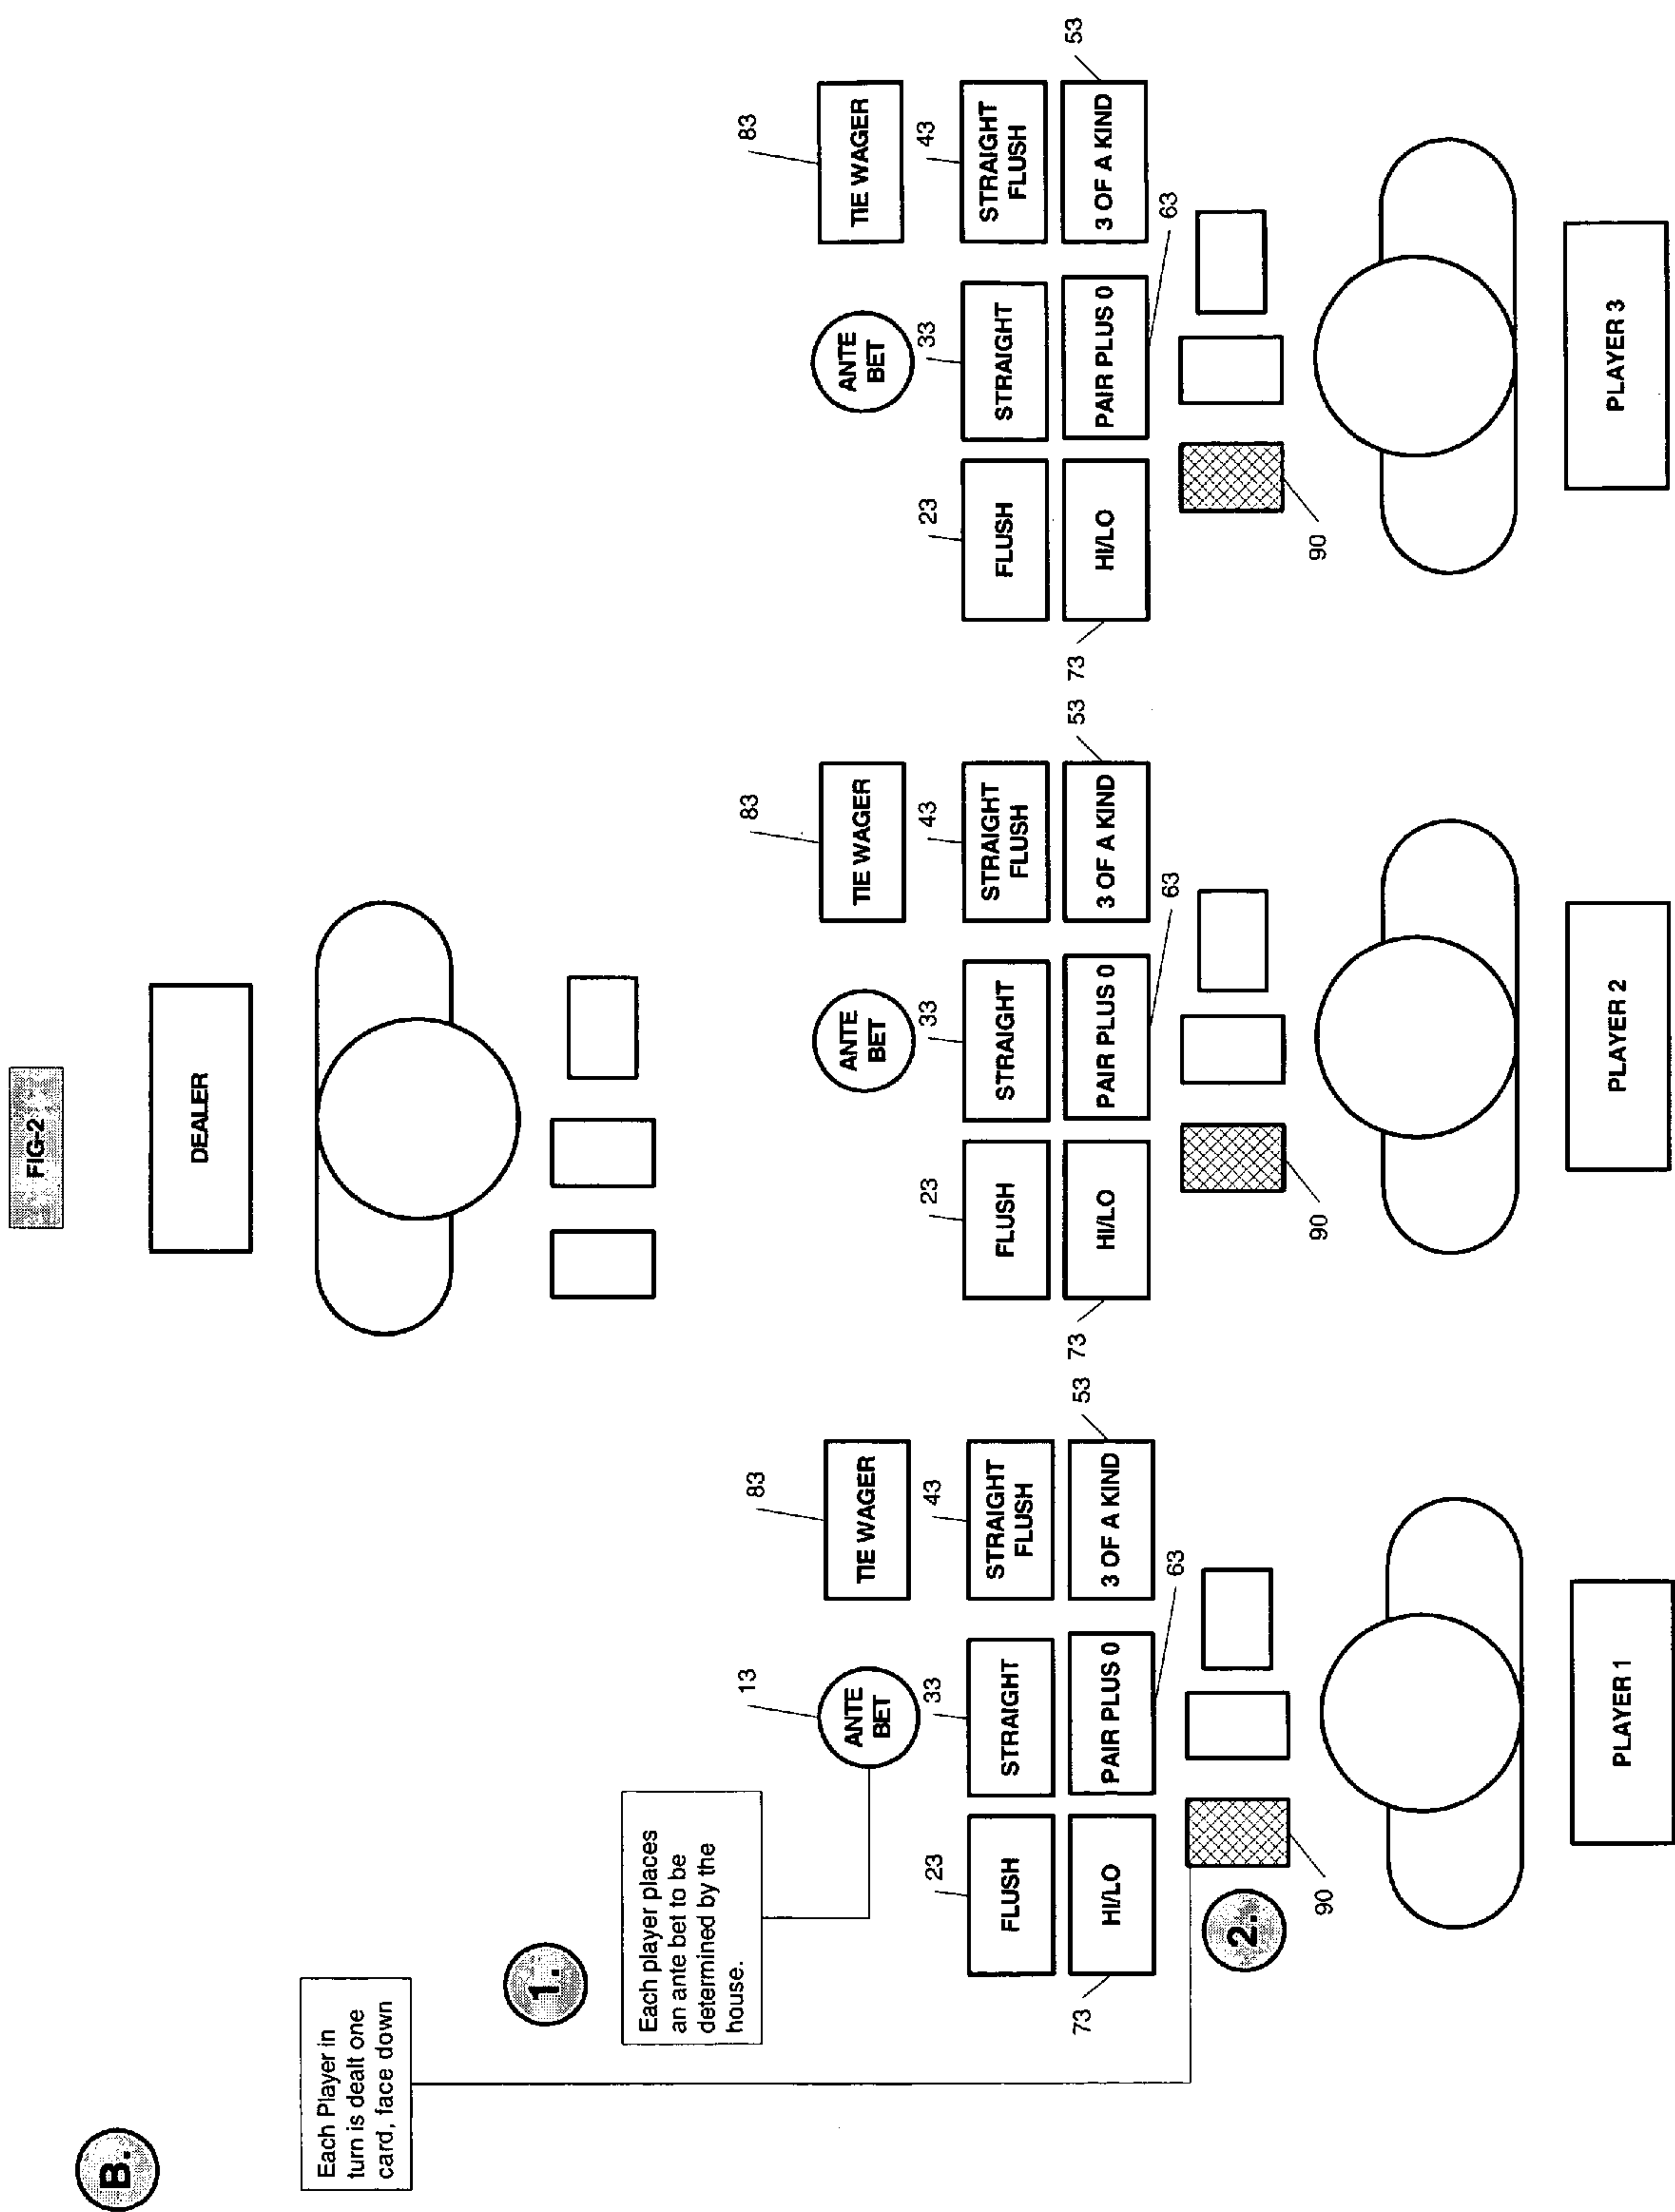 FIG-2
B.
DEALER
Each Player in
turn is dealt one
card, face down
1.
Each player places
an ante bet to be
determined by the
house.
13
83
83
83
ANTE
BET
TIE WAGER
ANTE
BET
TIE WAGER
ANTE
BET
TIE WAGER
23
33
43
23
33
43
23
33
43
FLUSH
STRAIGHT
STRAIGHT
FLUSH
FLUSH
STRAIGHT
STRAIGHT
FLUSH
FLUSH
STRAIGHT
STRAIGHT
FLUSH
73
HI/LO
PAIR PLUS 0
3 OF A KIND
53
73
HI/LO
PAIR PLUS 0
3 OF A KIND
53
73
HI/LO
PAIR PLUS 0
3 OF A KIND
53
63
63
63
2.
90
90
90
PLAYER 1
PLAYER 2
PLAYER 3